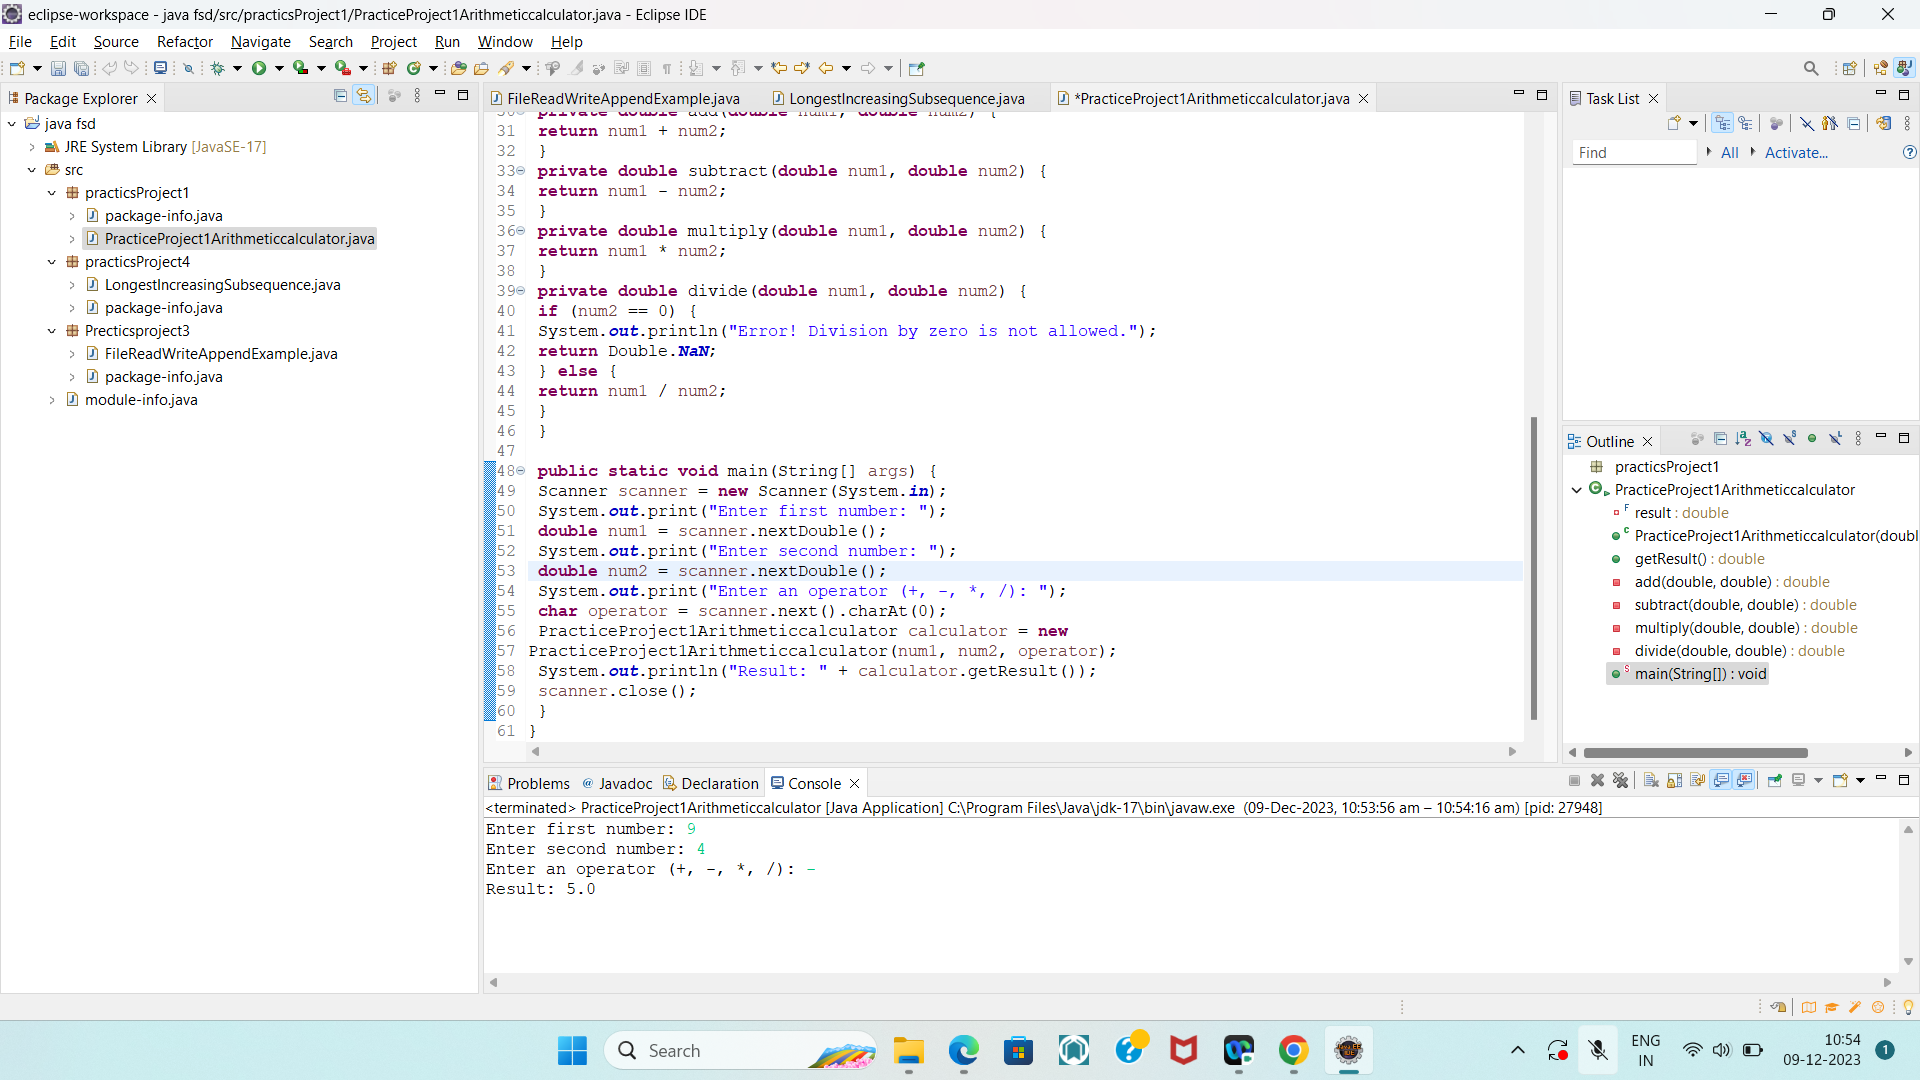 eclipse-workspace - java fsd/src/practicsProject1/PracticeProject1Arithmeticcalculator.java - Eclipse IDE
File Edit Source Refactor Navigate Search Project Run Window Help
Package Explorer
java fsd
JRE System Library [JavaSE-17]
src
practicsProject1
package-info.java
PracticeProject1Arithmeticcalculator.java
practicsProject4
LongestIncreasingSubsequence.java
package-info.java
Precticsproject3
FileReadWriteAppendExample.java
package-info.java
module-info.java
FileReadWriteAppendExample.java LongestIncreasingSubsequence.java *PracticeProject1Arithmeticcalculator.java
30 private double add(double num1, double num2) {
31 return num1 + num2;
32 }
33 private double subtract(double num1, double num2) {
34 return num1 - num2;
35 }
36 private double multiply(double num1, double num2) {
37 return num1 * num2;
38 }
39 private double divide(double num1, double num2) {
40 if (num2 == 0) {
41 System.out.println("Error! Division by zero is not allowed.");
42 return Double.NaN;
43 } else {
44 return num1 / num2;
45 }
46 }
47
48 public static void main(String[] args) {
49 Scanner scanner = new Scanner(System.in);
50 System.out.print("Enter first number: ");
51 double num1 = scanner.nextDouble();
52 System.out.print("Enter second number: ");
53 double num2 = scanner.nextDouble();
54 System.out.print("Enter an operator (+, -, *, /): ");
55 char operator = scanner.next().charAt(0);
56 PracticeProject1Arithmeticcalculator calculator = new
57 PracticeProject1Arithmeticcalculator(num1, num2, operator);
58 System.out.println("Result: " + calculator.getResult());
59 scanner.close();
60 }
61 }
Task List
Find All Activate...
Outline
practicsProject1
PracticeProject1Arithmeticcalculator
result : double
PracticeProject1Arithmeticcalculator(doubl
getResult() : double
add(double, double) : double
subtract(double, double) : double
multiply(double, double) : double
divide(double, double) : double
main(String[]) : void
Problems Javadoc Declaration Console
<terminated> PracticeProject1Arithmeticcalculator [Java Application] C:\Program Files\Java\jdk-17\bin\javaw.exe (09-Dec-2023, 10:53:56 am – 10:54:16 am) [pid: 27948]
Enter first number: 9
Enter second number: 4
Enter an operator (+, -, *, /): -
Result: 5.0
Search
ENG
IN
10:54
09-12-2023
1